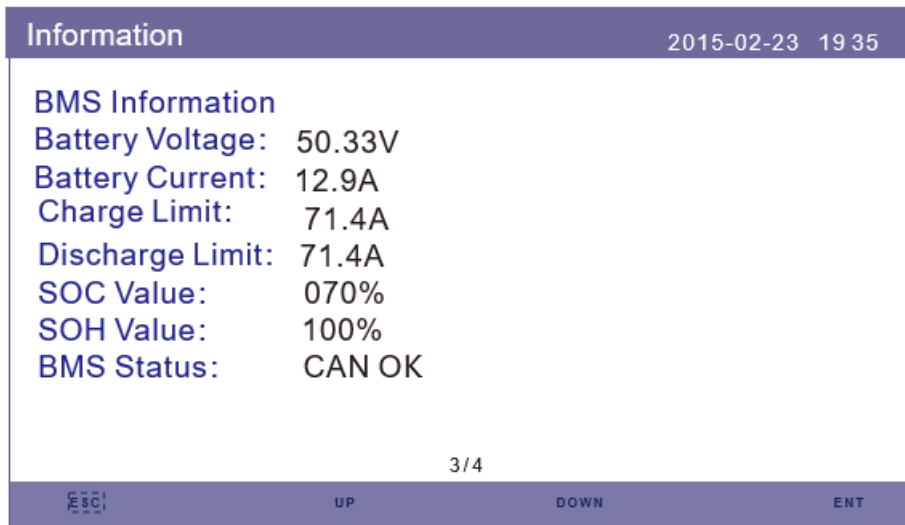 Information 2015-02-23 19 35
BMS Information
Battery Voltage: 50.33V
Battery Current: 12.9A
Charge Limit: 71.4A
Discharge Limit: 71.4A
SOC Value: 070%
SOH Value: 100%
BMS Status: CAN OK
3/4
ESC UP DOWN ENT